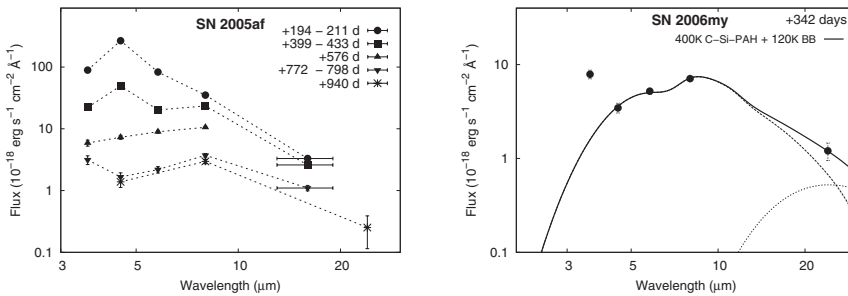 SN 2005af
+194 – 211 d
+399 – 433 d
+576 d
+772 – 798 d
+940 d
100
10
1
0.1
3
5
10
20
Flux (10⁻¹⁸ erg s⁻¹ cm⁻² Å⁻¹)
Wavelength (μm)
SN 2006my
+342 days
400K C–Si–PAH + 120K BB
10
1
0.1
3
5
10
20
Flux (10⁻¹⁸ erg s⁻¹ cm⁻² Å⁻¹)
Wavelength (μm)